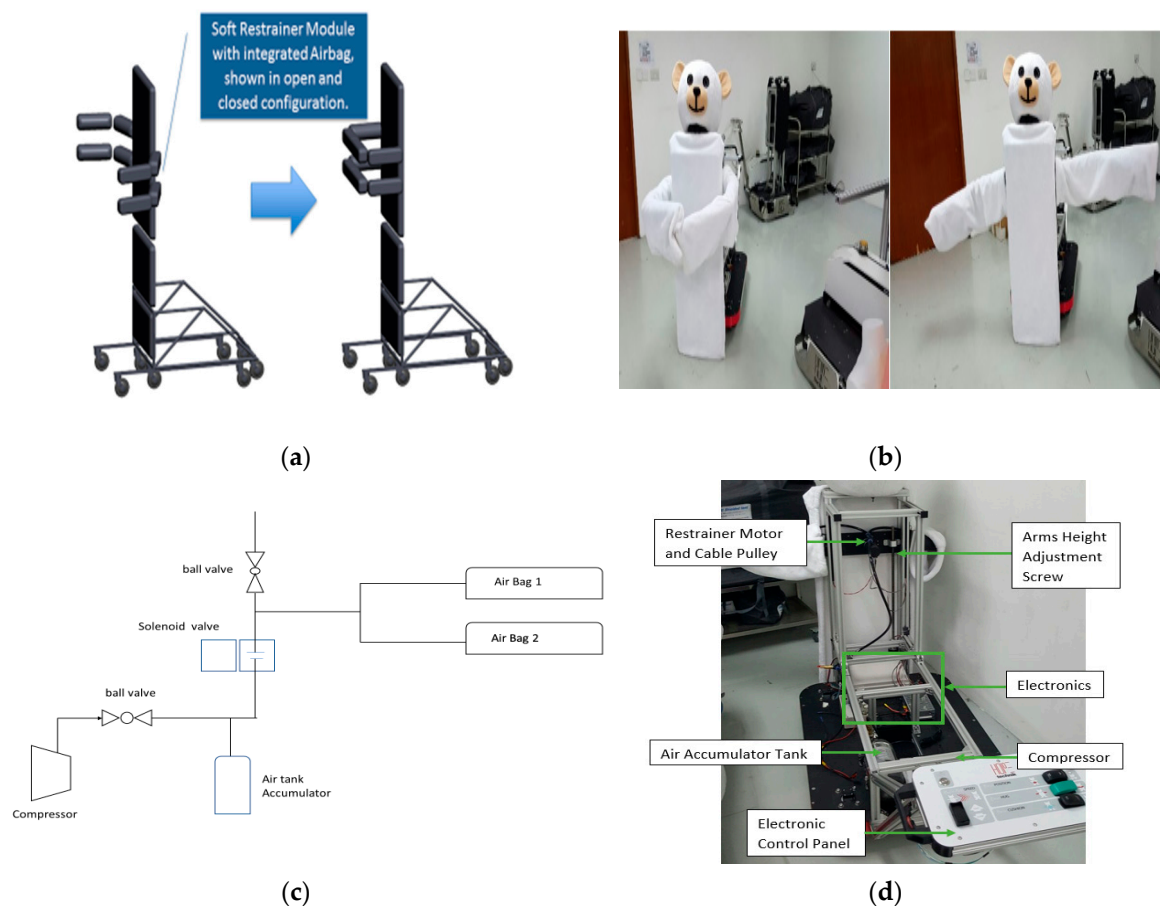 Soft Restrainer Module
with integrated Airbag,
shown in open and
closed configuration.
(a)
(b)
ball valve
Solenoid valve
ball valve
Air Bag 1
Air Bag 2
Air tank
Accumulator
Compressor
(c)
Restrainer Motor
and Cable Pulley
Arms Height
Adjustment
Screw
Electronics
Air Accumulator Tank
Compressor
Electronic
Control Panel
(d)